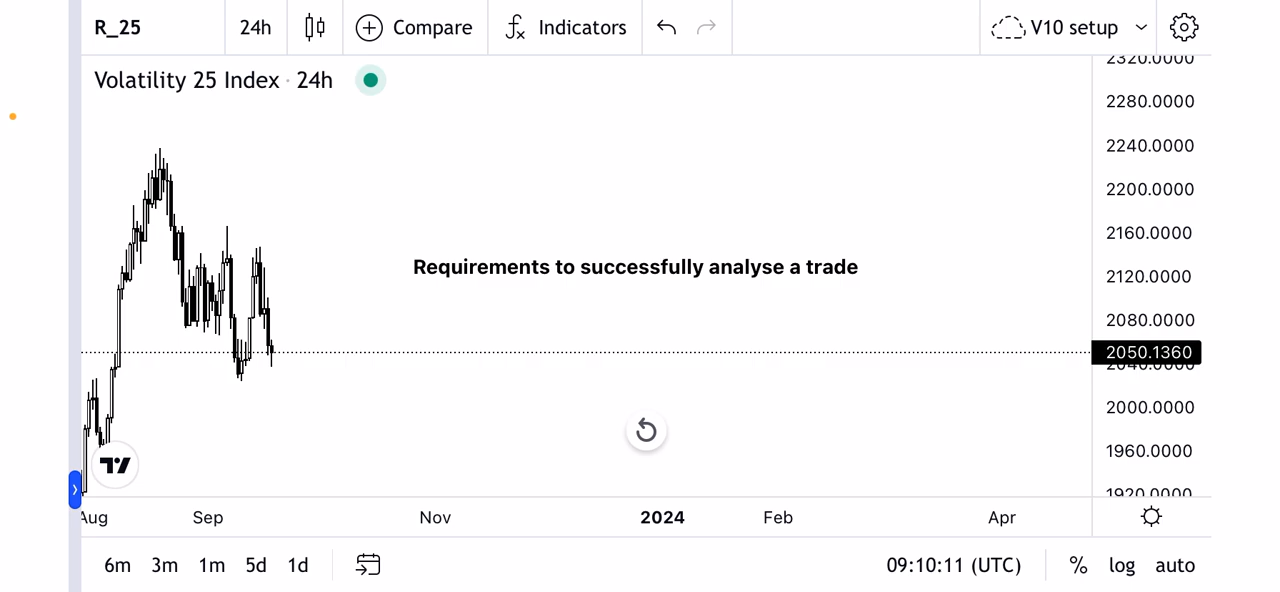 R_25
24h
Compare
Indicators
V10 setup
Volatility 25 Index · 24h
2320.0000
2280.0000
2240.0000
2200.0000
2160.0000
2120.0000
Requirements to successfully analyse a trade
2080.0000
2050.1360
2040.0000
2000.0000
1960.0000
1920.0000
Aug Sep Nov 2024 Feb Apr
6m 3m 1m 5d 1d
09:10:11 (UTC) % log auto